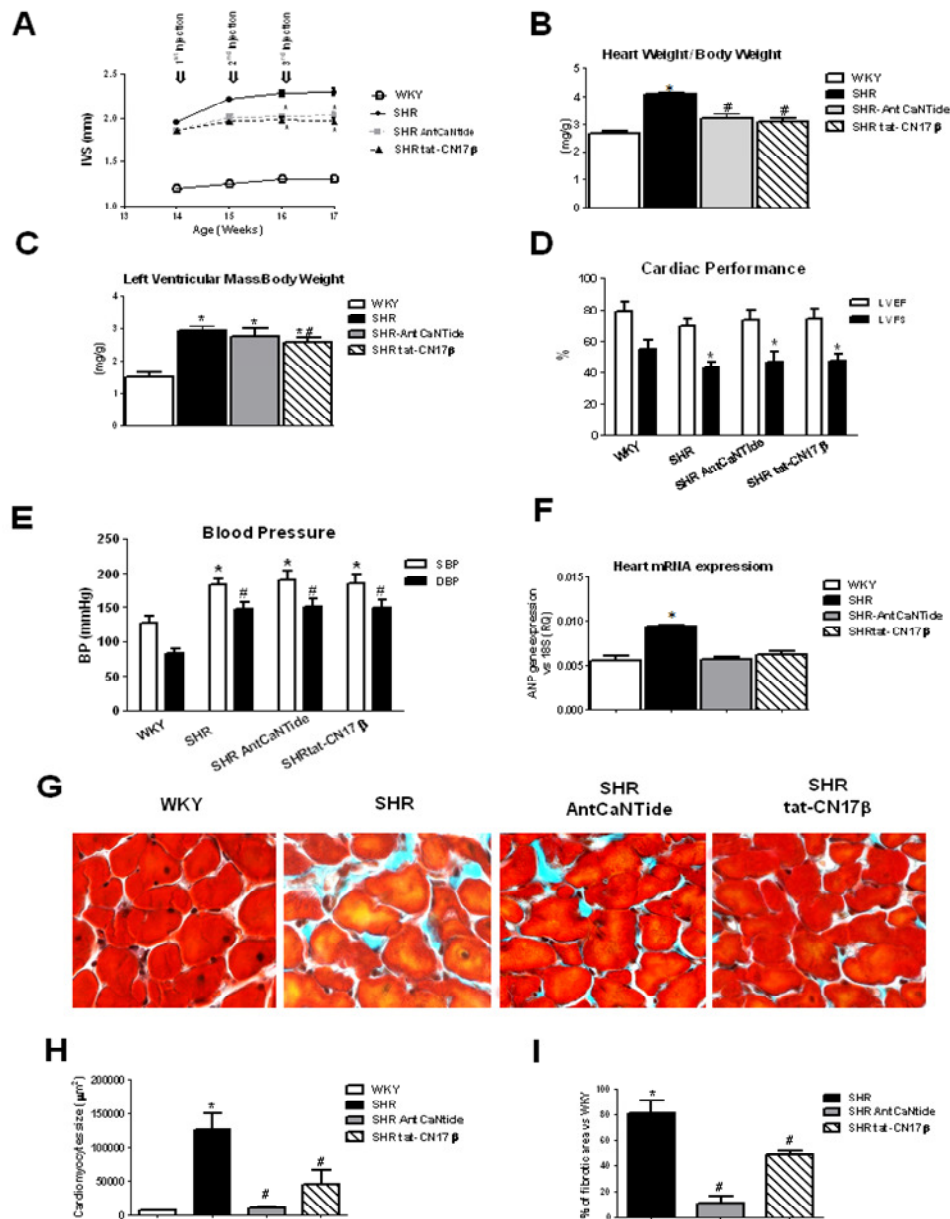 A
1st Injection
2nd Injection
3rd Injection
IVS (mm)
2.5
2.0
1.5
1.0
13
14
15
16
17
Age (Weeks)
WKY
SHR
SHR AntCaNtide
SHR tat-CN17β
B
Heart Weight/Body Weight
(mg/g)
6
4
2
0
*
#
#
WKY
SHR
SHR-AntCaNtide
SHR tat-CN17β
C
Left Ventricular Mass/Body Weight
(mg/g)
4
3
2
1
0
*
*
*#
WKY
SHR
SHR-AntCaNTide
SHR tat-CN17β
D
Cardiac Performance
%
100
80
60
40
20
0
*
*
*
WKY
SHR
SHR AntCaNTide
SHR tat-CN17β
LVEF
LVFS
E
Blood Pressure
BP (mmHg)
250
200
150
100
50
0
*
*
*
#
#
#
WKY
SHR
SHR AntCaNTide
SHRtat-CN17β
SBP
DBP
F
Heart mRNA expressiom
ANP gene expression
vs 18S (RQ)
0.015
0.010
0.005
0.000
*
WKY
SHR
SHR-AntCaNTide
SHRtat-CN17β
G
WKY
SHR
SHR
AntCaNTide
SHR
tat-CN17β
H
Cardiomyocytes size (µm²)
200000
150000
100000
50000
0
*
#
#
WKY
SHR
SHR AntCaNtide
SHR tat-CN17β
I
% of fibrotic area vs WKY
100
80
60
40
20
0
*
#
#
SHR
SHR AntCaNtide
SHRtat-CN17β